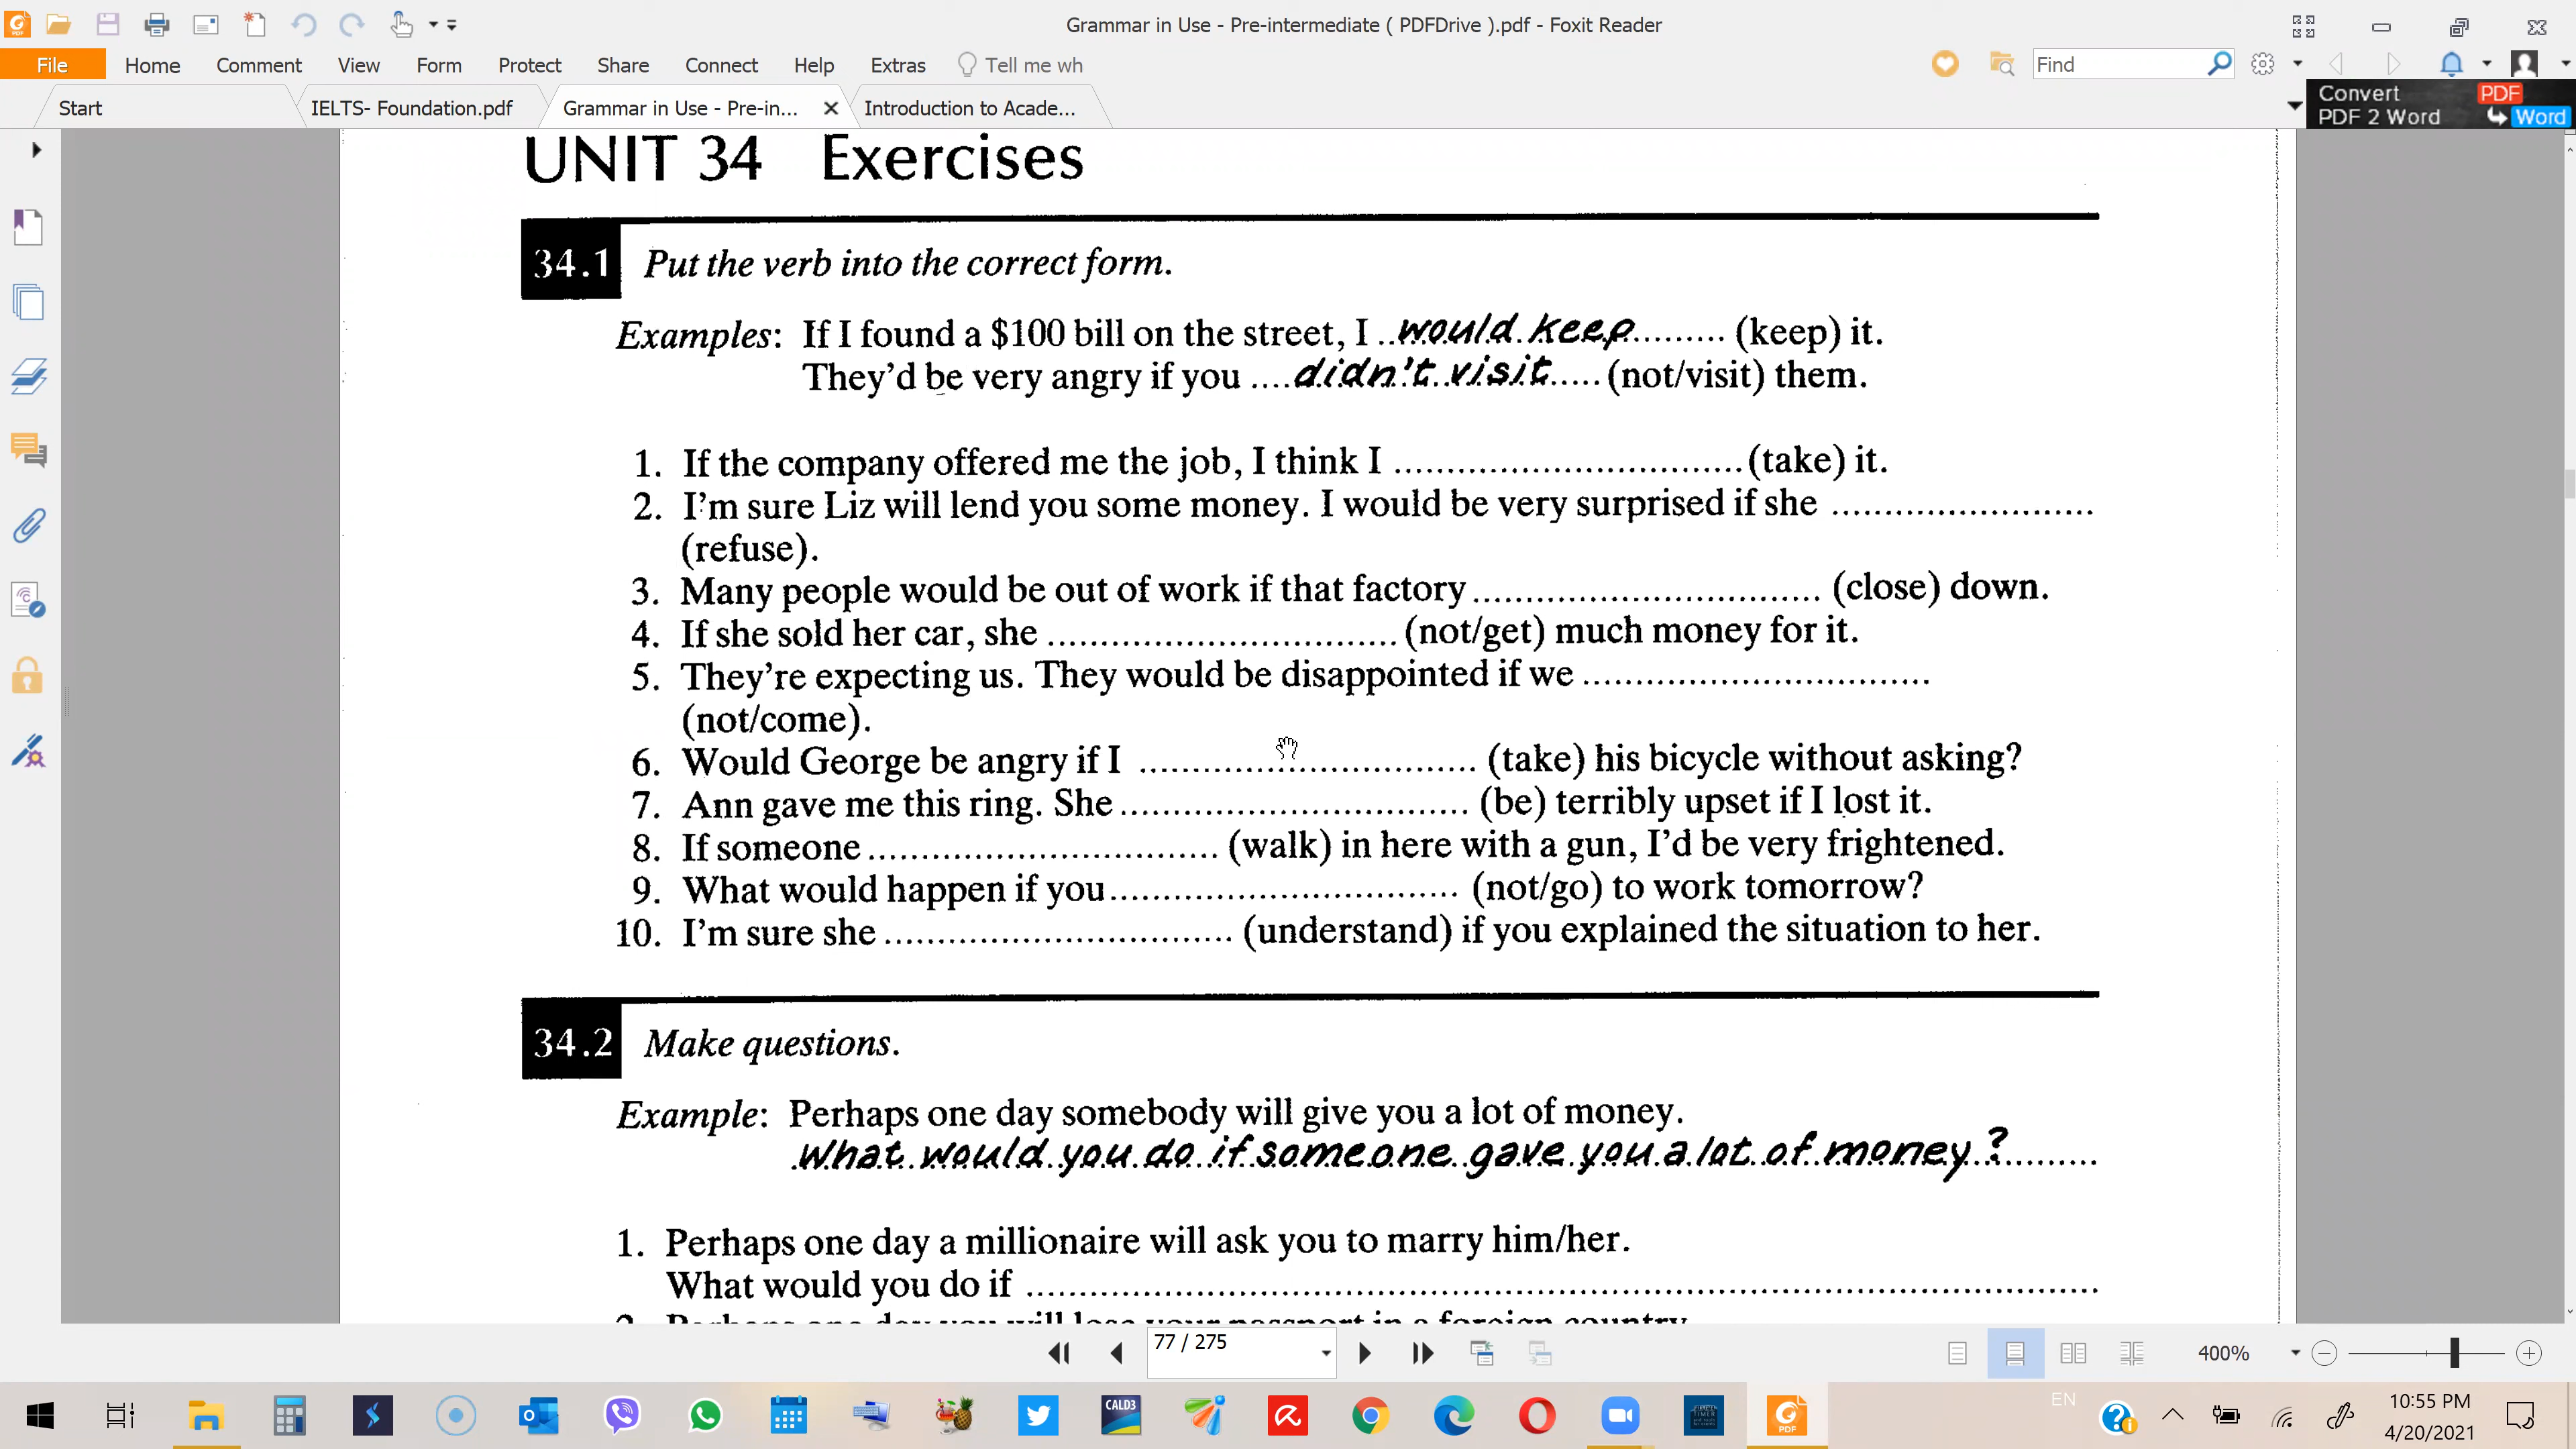 Grammar in Use - Pre-intermediate ( PDFDrive ).pdf - Foxit Reader
File Home Comment View Form Protect Share Connect Help Extras Tell me wh Find
Convert PDF
PDF 2 Word Word
Start IELTS- Foundation.pdf Grammar in Use - Pre-in... Introduction to Acade...
UNIT 34 Exercises
34.1 Put the verb into the correct form.
Examples: If I found a $100 bill on the street, I ..would keep.......... (keep) it.
They'd be very angry if you ....didn't visit..... (not/visit) them.
1. If the company offered me the job, I think I .................................. (take) it.
2. I'm sure Liz will lend you some money. I would be very surprised if she .........................
(refuse).
3. Many people would be out of work if that factory .................................. (close) down.
4. If she sold her car, she .................................. (not/get) much money for it.
5. They're expecting us. They would be disappointed if we ..................................
(not/come).
6. Would George be angry if I .................................. (take) his bicycle without asking?
7. Ann gave me this ring. She .................................. (be) terribly upset if I lost it.
8. If someone .................................. (walk) in here with a gun, I'd be very frightened.
9. What would happen if you .................................. (not/go) to work tomorrow?
10. I'm sure she .................................. (understand) if you explained the situation to her.
34.2 Make questions.
Example: Perhaps one day somebody will give you a lot of money.
What would you do if someone gave you a lot of money?
1. Perhaps one day a millionaire will ask you to marry him/her.
What would you do if ..................................................................
2. Perhaps one day you will lose your passport in a foreign country.
77 / 275 400%
CALD3 EN 10:55 PM
4/20/2021